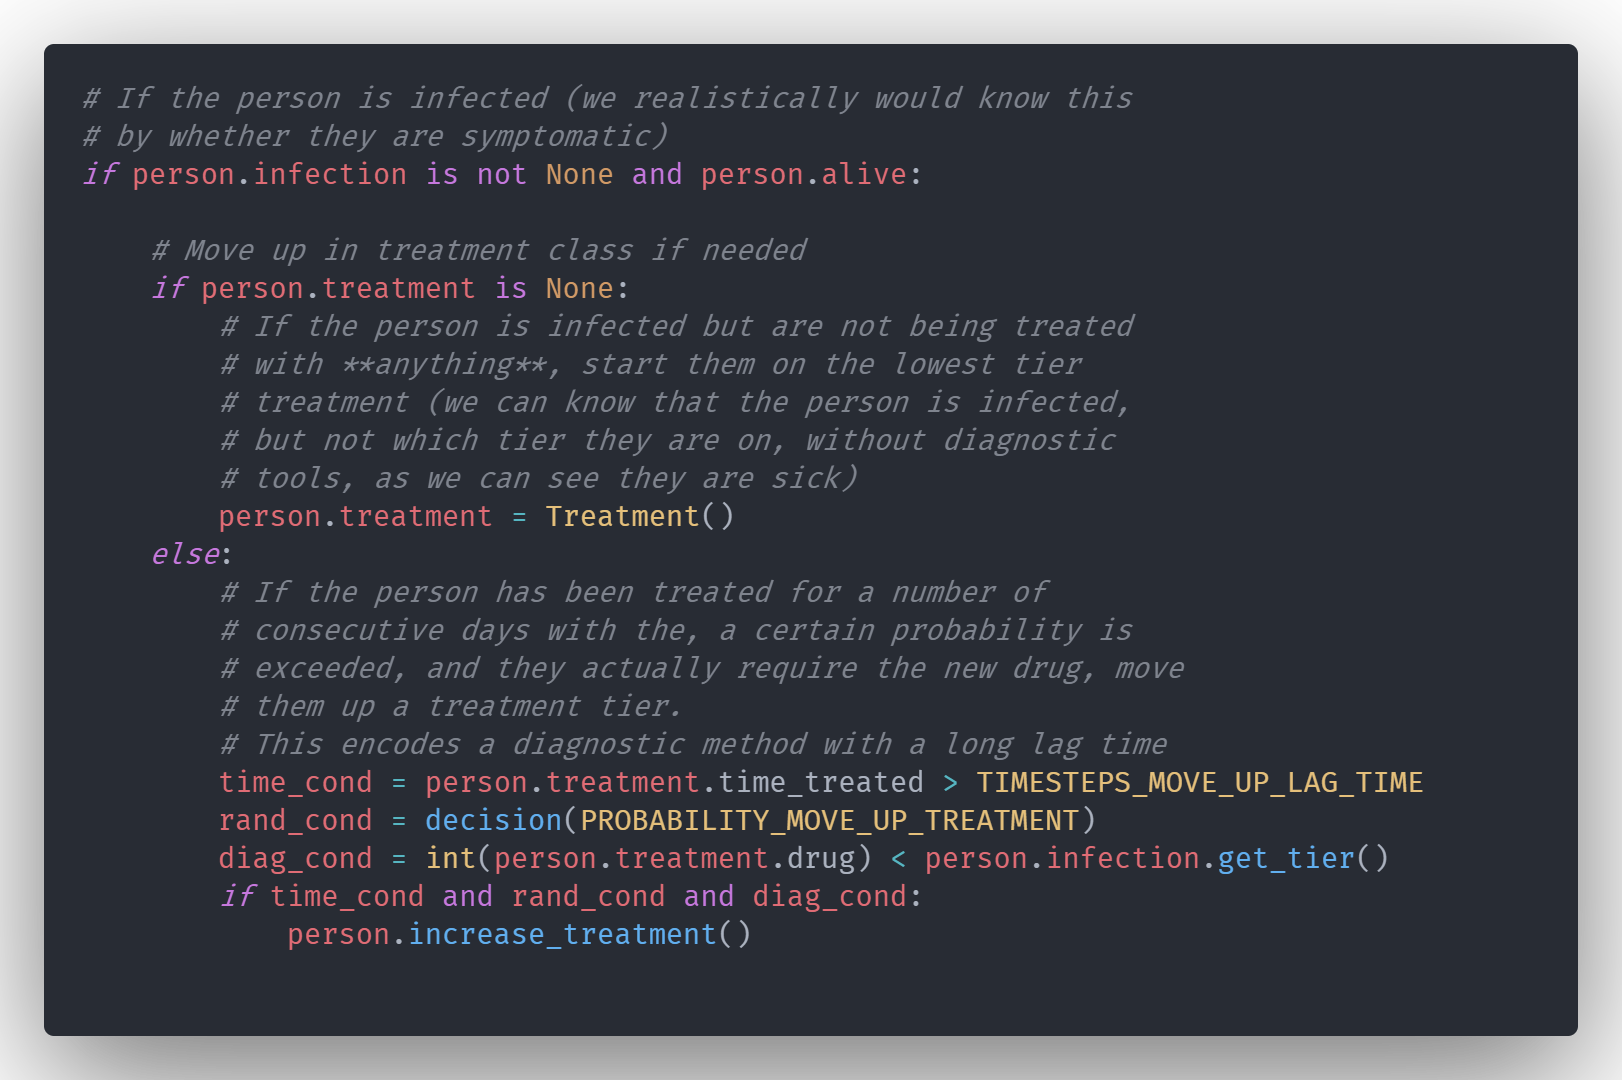 # If the person is infected (we realistically would know this
# by whether they are symptomatic)
if person.infection is not None and person.alive:
    # Move up in treatment class if needed
    if person.treatment is None:
        # If the person is infected but are not being treated
        # with **anything**, start them on the lowest tier
        # treatment (we can know that the person is infected,
        # but not which tier they are on, without diagnostic
        # tools, as we can see they are sick)
        person.treatment = Treatment()
    else:
        # If the person has been treated for a number of
        # consecutive days with the, a certain probability is
        # exceeded, and they actually require the new drug, move
        # them up a treatment tier.
        # This encodes a diagnostic method with a long lag time
        time_cond = person.treatment.time_treated > TIMESTEPS_MOVE_UP_LAG_TIME
        rand_cond = decision(PROBABILITY_MOVE_UP_TREATMENT)
        diag_cond = int(person.treatment.drug) < person.infection.get_tier()
        if time_cond and rand_cond and diag_cond:
            person.increase_treatment()